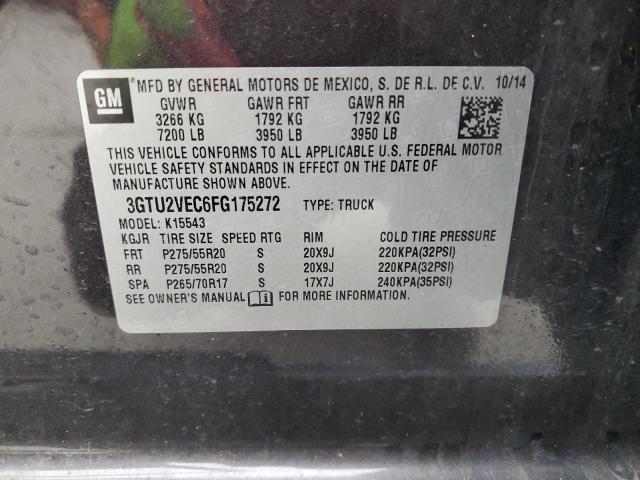 GM
MFD BY GENERAL MOTORS DE MEXICO, S. DE R.L. DE C.V. 10/14
GVWR GAWR FRT GAWR RR
3266 KG 1792 KG 1792 KG
7200 LB 3950 LB 3950 LB
THIS VEHICLE CONFORMS TO ALL APPLICABLE U.S. FEDERAL MOTOR
VEHICLE SAFETY STANDARDS IN EFFECT ON THE DATE OF
MANUFACTURE SHOWN ABOVE.
3GTU2VEC6FG175272 TYPE: TRUCK
MODEL: K15543
KGJR TIRE SIZE SPEED RTG RIM COLD TIRE PRESSURE
FRT P275/55R20 S 20X9J 220KPA(32PSI)
RR P275/55R20 S 20X9J 220KPA(32PSI)
SPA P265/70R17 S 17X7J 240KPA(35PSI)
SEE OWNER'S MANUAL FOR MORE INFORMATION.